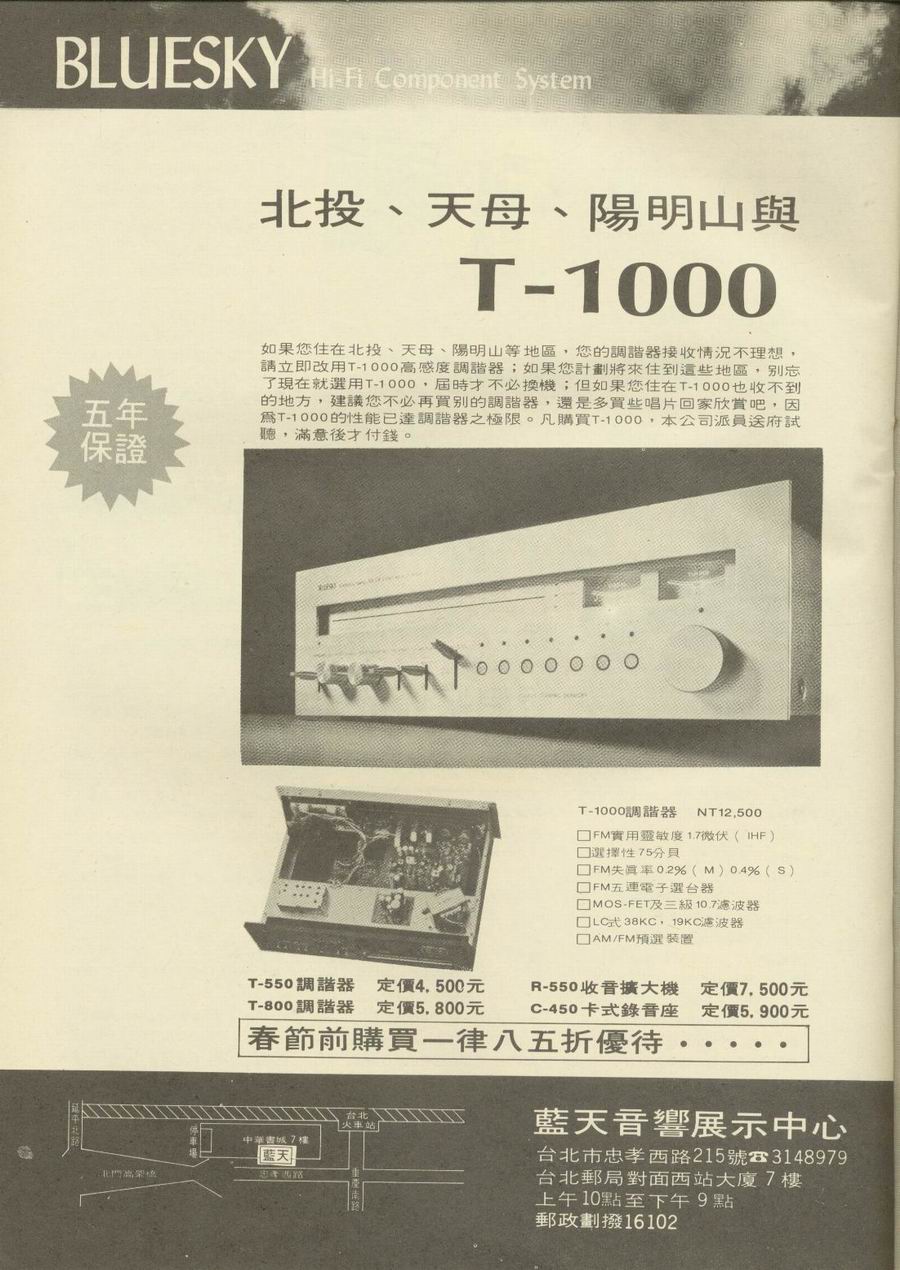 BLUESKY Hi-Fi Component System
北投、天母、陽明山與
T-1000
如果您住在北投、天母、陽明山等地區，您的調諧器接收情況不理想，
請立即改用T-1000高感度調諧器；如果您計劃將來住到這些地區，別忘
了現在就選用T-1000，屆時才不必換機；但如果您住在T-1000也收不到
的地方，建議您不必再買別的調諧器，還是多買些唱片回家欣賞吧，因
爲T-1000的性能已達調諧器之極限。凡購買T-1000，本公司派員送府試
聽，滿意後才付錢。
五年
保證
BLUESKY
T-1000調諧器 NT12,500
□FM實用靈敏度 1.7微伏（IHF）
□選擇性 75分貝
□FM失眞率 0.2%（M）0.4%（S）
□FM五連電子選台器
□MOS-FET及三級 10.7濾波器
□LC式 38KC，19KC濾波器
□AM/FM預選裝置
T-550調諧器 定價4,500元
T-800調諧器 定價5,800元
R-550收音擴大機 定價7,500元
C-450卡式錄音座 定價5,900元
春節前購買一律八五折優待‧‧‧‧‧
延平北路
停車場
台北
火車站
中華書城7樓
藍天
忠孝西路
北門高架橋
重慶南路
藍天音響展示中心
台北市忠孝西路215號☎3148979
台北郵局對面西站大廈7樓
上午10點至下午9點
郵政劃撥16102